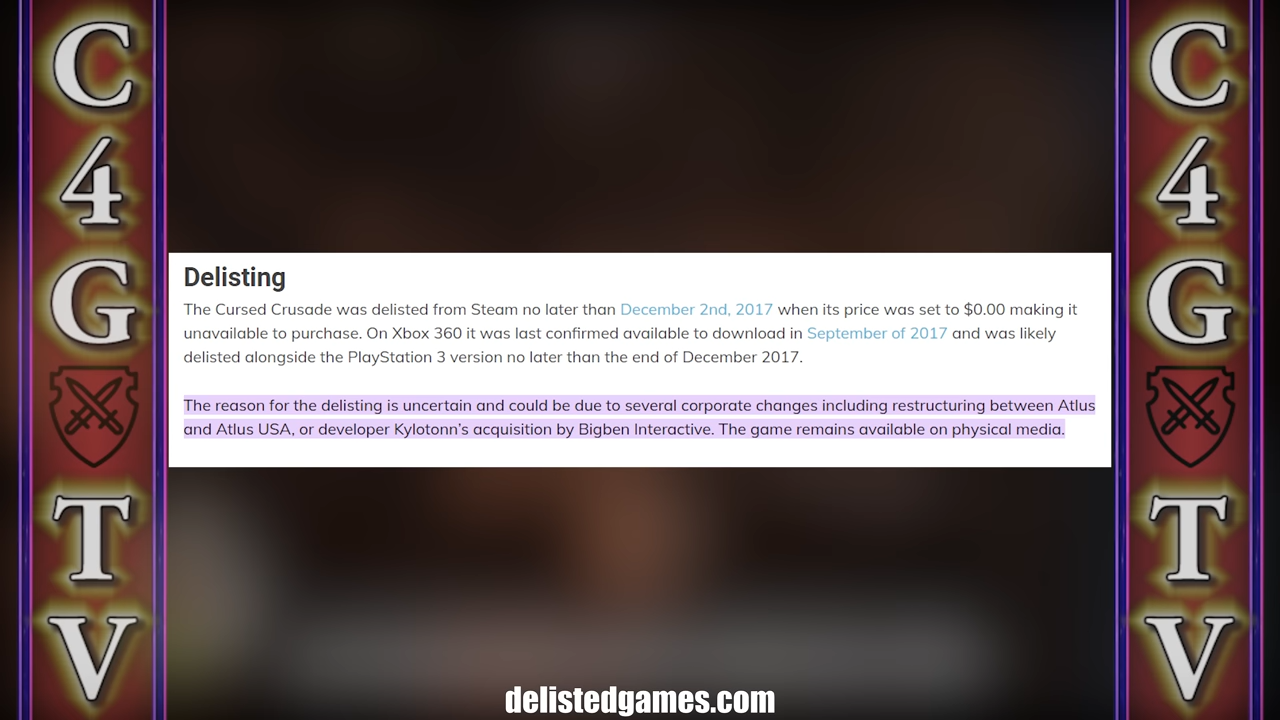 C4GTV
Delisting
The Cursed Crusade was delisted from Steam no later than December 2nd, 2017 when its price was set to $0.00 making it
unavailable to purchase. On Xbox 360 it was last confirmed available to download in September of 2017 and was likely
delisted alongside the PlayStation 3 version no later than the end of December 2017.
The reason for the delisting is uncertain and could be due to several corporate changes including restructuring between Atlus
and Atlus USA, or developer Kylotonn’s acquisition by Bigben Interactive. The game remains available on physical media.
C4GTV
delistedgames.com